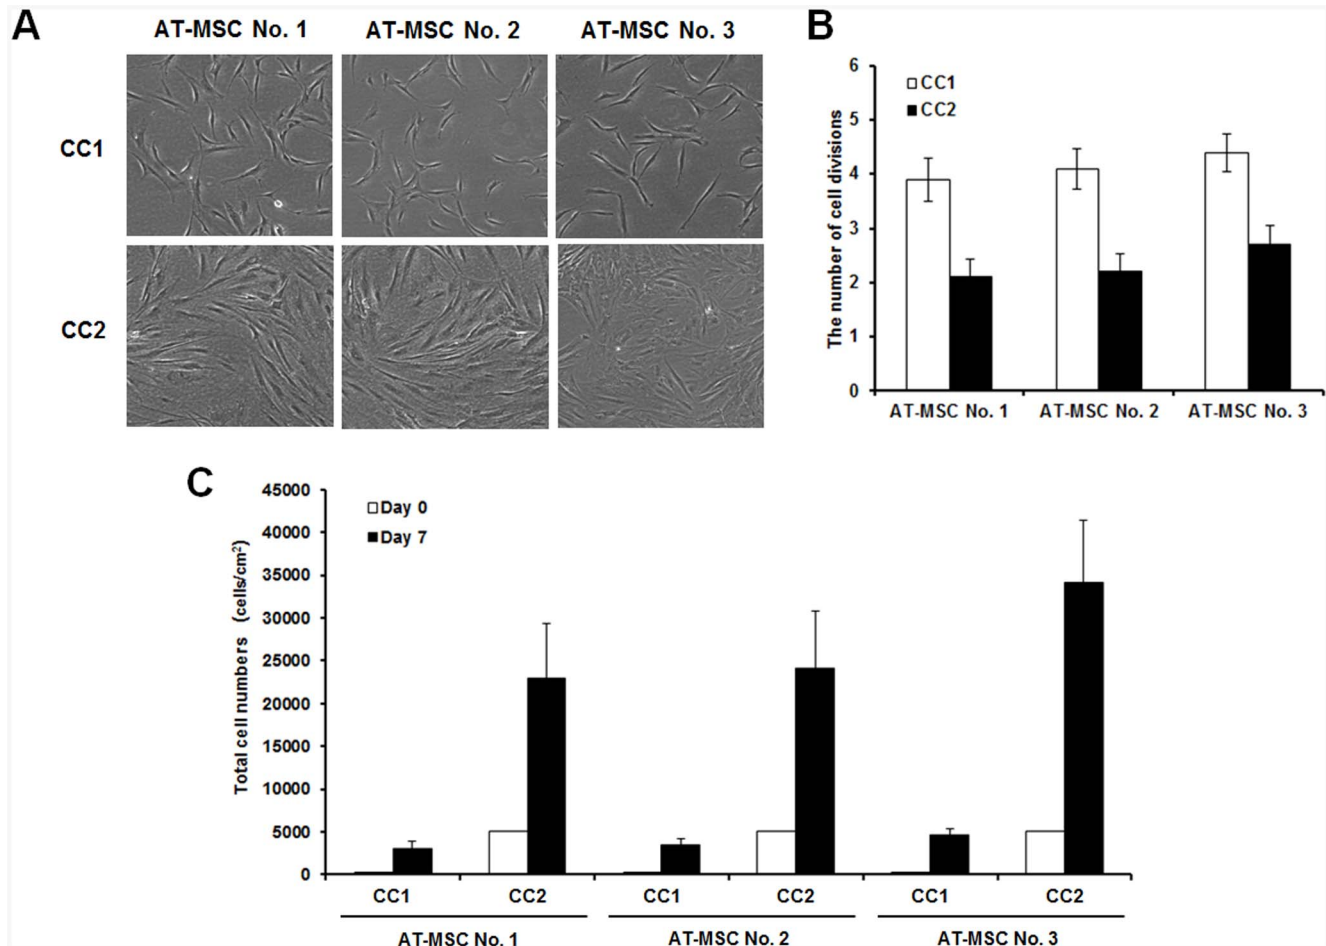 A
AT-MSC No. 1 AT-MSC No. 2 AT-MSC No. 3
CC1
CC2
B
6
5
4
3
2
1
0
The number of cell divisions
CC1
CC2
AT-MSC No. 1 AT-MSC No. 2 AT-MSC No. 3
C
45000
40000
35000
30000
25000
20000
15000
10000
5000
0
Total cell numbers (cells/cm²)
Day 0
Day 7
CC1 CC2 CC1 CC2 CC1 CC2
AT-MSC No. 1 AT-MSC No. 2 AT-MSC No. 3